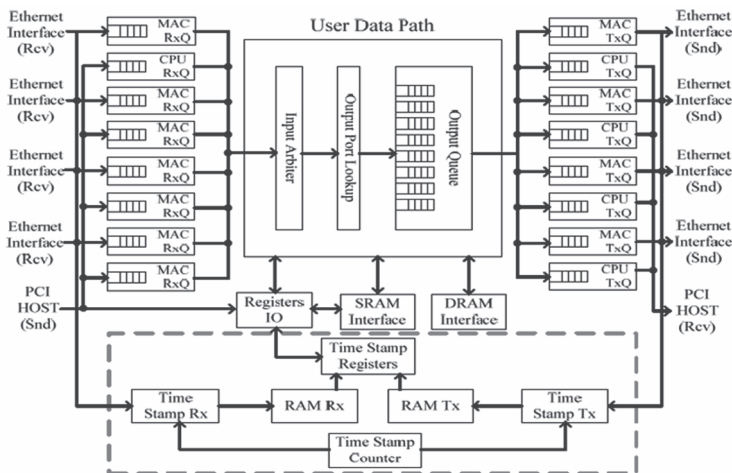 Ethernet
Interface
(Rcv)
Ethernet
Interface
(Rcv)
Ethernet
Interface
(Rcv)
Ethernet
Interface
(Rcv)
PCI
HOST
(Snd)
MAC
RxQ
CPU
RxQ
MAC
RxQ
MAC
RxQ
MAC
RxQ
MAC
RxQ
MAC
RxQ
MAC
RxQ
User Data Path
Input Arbiter
Output Port Lookup
Output Queue
MAC
TxQ
CPU
TxQ
MAC
TxQ
CPU
TxQ
MAC
TxQ
CPU
TxQ
MAC
TxQ
CPU
TxQ
Ethernet
Interface
(Snd)
Ethernet
Interface
(Snd)
Ethernet
Interface
(Snd)
Ethernet
Interface
(Snd)
PCI
HOST
(Rcv)
Registers
IO
SRAM
Interface
DRAM
Interface
Time Stamp
Registers
Time
Stamp Rx
RAM Rx
RAM Tx
Time
Stamp Tx
Time Stamp
Counter